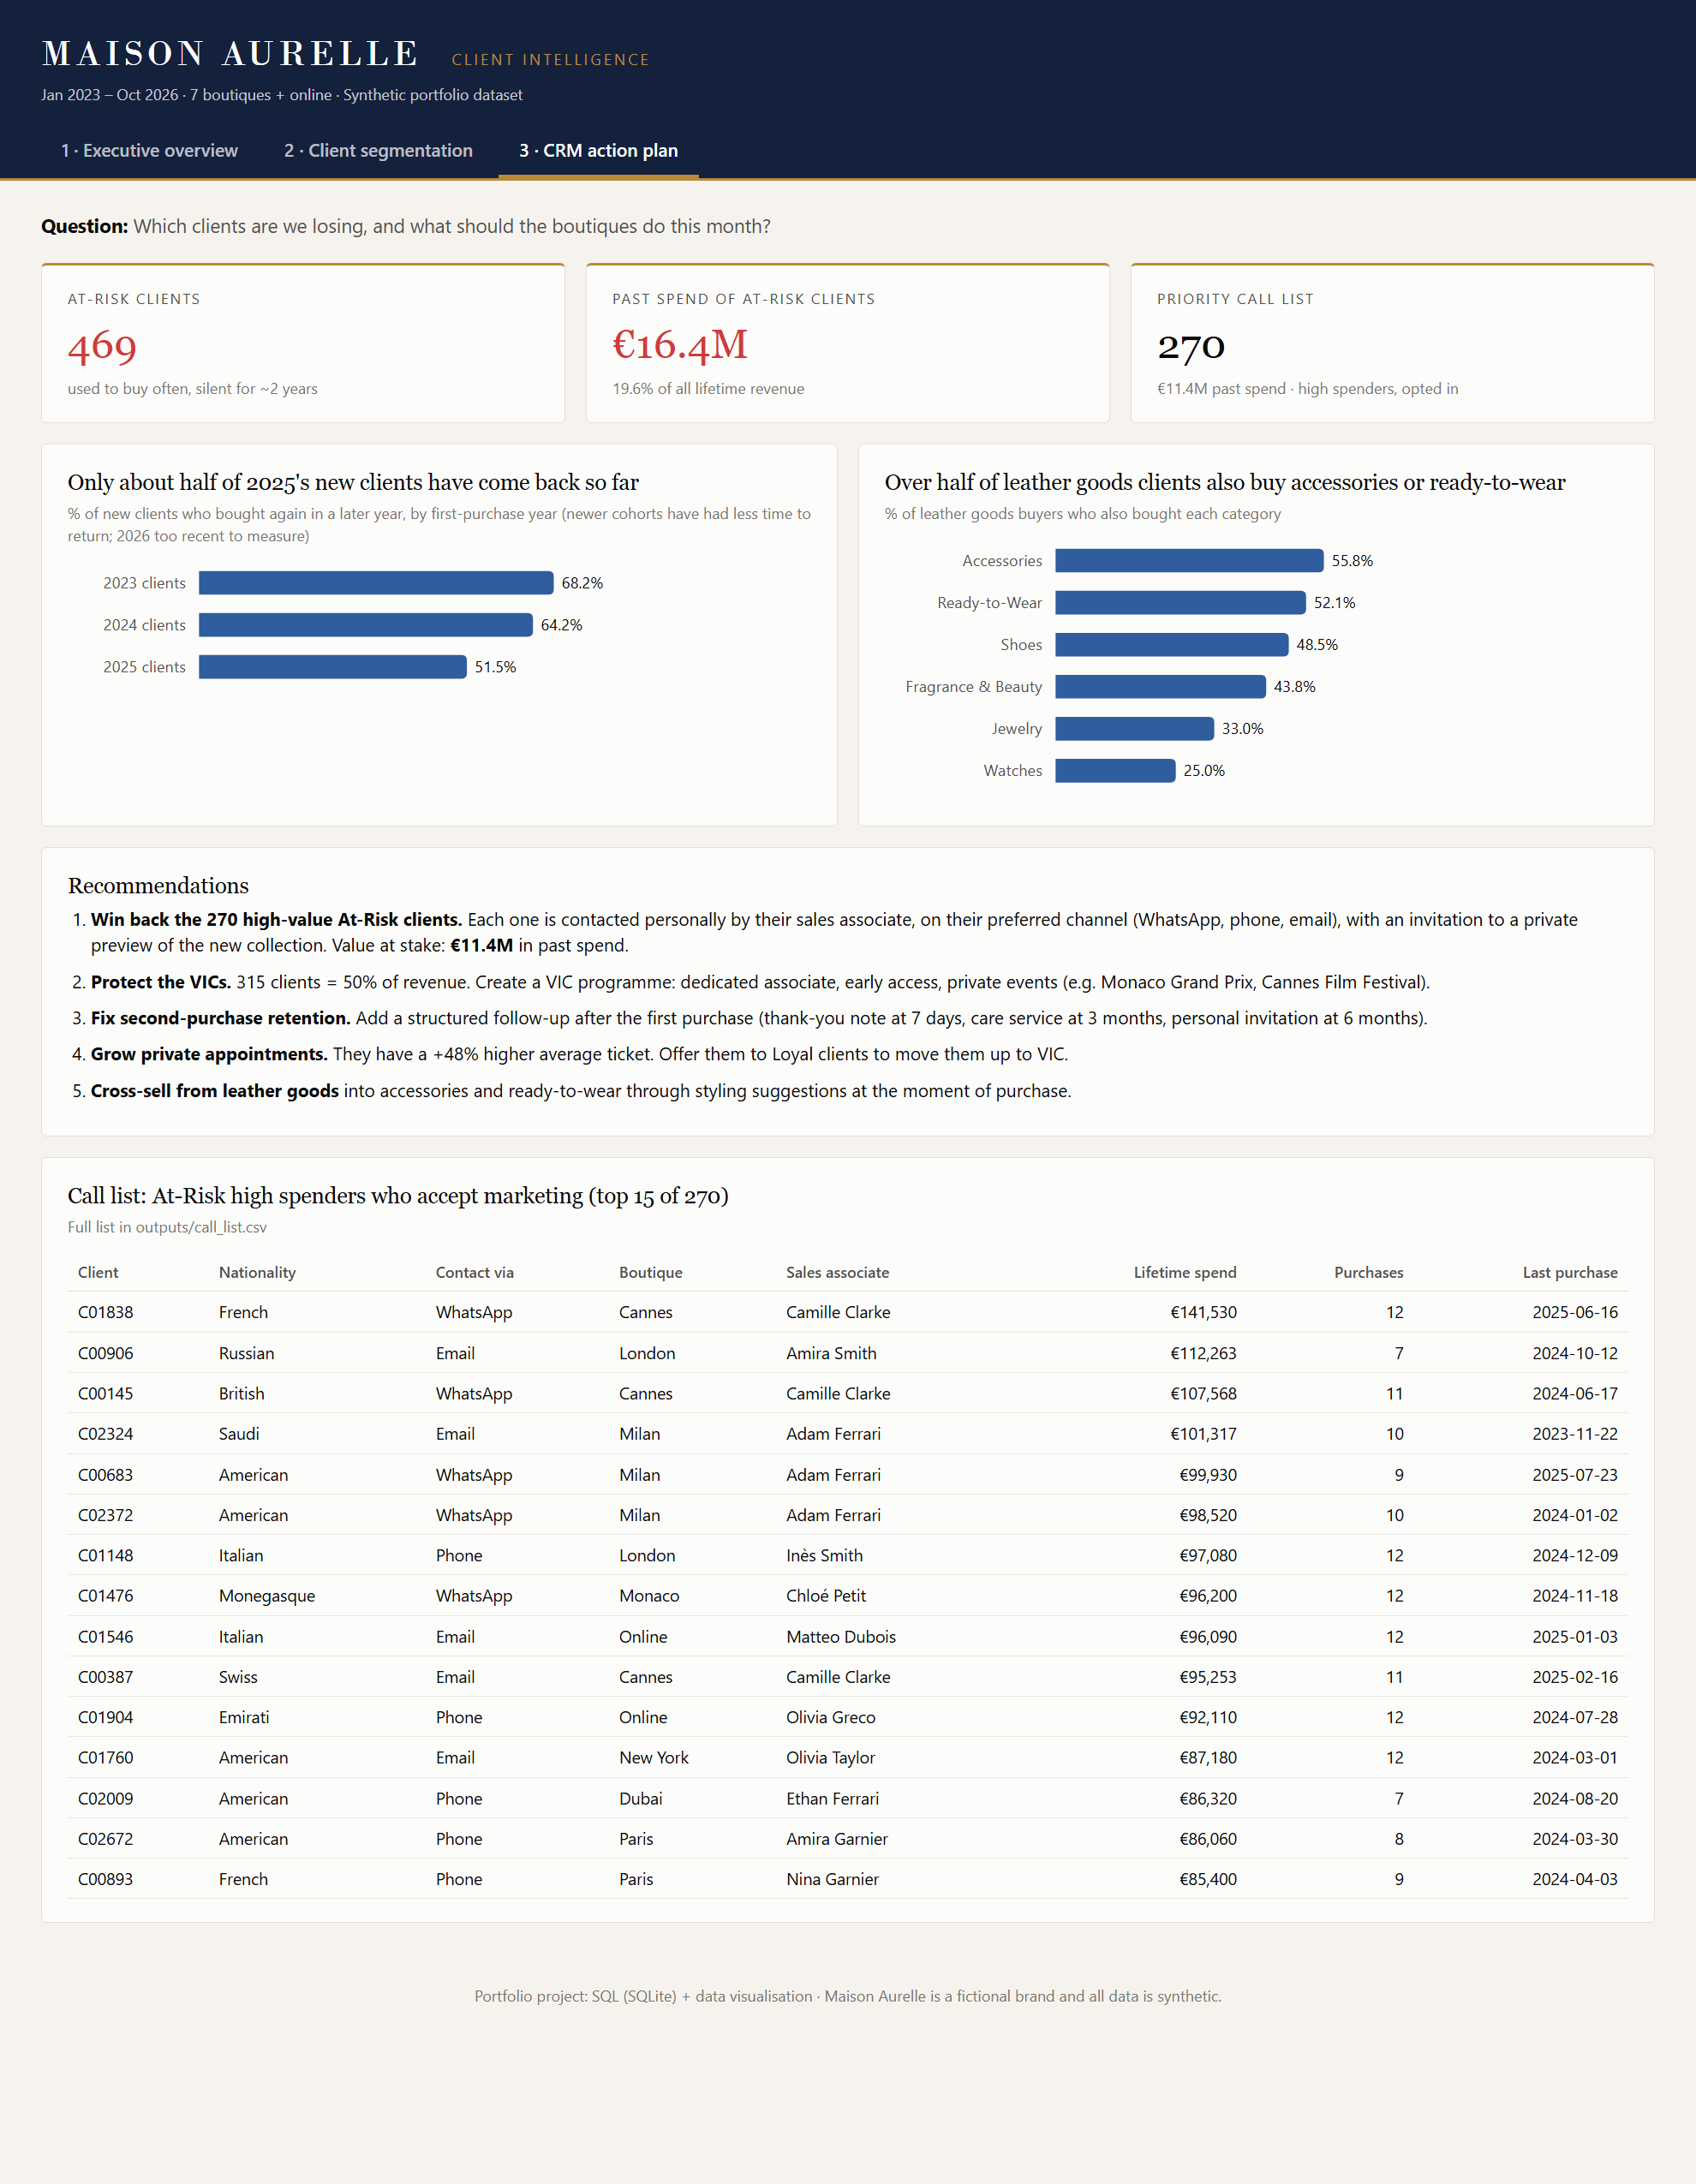 MAISON AURELLE CLIENT INTELLIGENCE
Jan 2023 – Oct 2026 · 7 boutiques + online · Synthetic portfolio dataset
1 · Executive overview 2 · Client segmentation 3 · CRM action plan
Question: Which clients are we losing, and what should the boutiques do this month?
AT-RISK CLIENTS
469
used to buy often, silent for ~2 years
PAST SPEND OF AT-RISK CLIENTS
€16.4M
19.6% of all lifetime revenue
PRIORITY CALL LIST
270
€11.4M past spend · high spenders, opted in
Only about half of 2025's new clients have come back so far
% of new clients who bought again in a later year, by first-purchase year (newer cohorts have had less time to
return; 2026 too recent to measure)
2023 clients 68.2%
2024 clients 64.2%
2025 clients 51.5%
Over half of leather goods clients also buy accessories or ready-to-wear
% of leather goods buyers who also bought each category
Accessories 55.8%
Ready-to-Wear 52.1%
Shoes 48.5%
Fragrance & Beauty 43.8%
Jewelry 33.0%
Watches 25.0%
Recommendations
1. Win back the 270 high-value At-Risk clients. Each one is contacted personally by their sales associate, on their preferred channel (WhatsApp, phone, email), with an invitation to a private
preview of the new collection. Value at stake: €11.4M in past spend.
2. Protect the VICs. 315 clients = 50% of revenue. Create a VIC programme: dedicated associate, early access, private events (e.g. Monaco Grand Prix, Cannes Film Festival).
3. Fix second-purchase retention. Add a structured follow-up after the first purchase (thank-you note at 7 days, care service at 3 months, personal invitation at 6 months).
4. Grow private appointments. They have a +48% higher average ticket. Offer them to Loyal clients to move them up to VIC.
5. Cross-sell from leather goods into accessories and ready-to-wear through styling suggestions at the moment of purchase.
Call list: At-Risk high spenders who accept marketing (top 15 of 270)
Full list in outputs/call_list.csv
Client Nationality Contact via Boutique Sales associate Lifetime spend Purchases Last purchase
C01838 French WhatsApp Cannes Camille Clarke €141,530 12 2025-06-16
C00906 Russian Email London Amira Smith €112,263 7 2024-10-12
C00145 British WhatsApp Cannes Camille Clarke €107,568 11 2024-06-17
C02324 Saudi Email Milan Adam Ferrari €101,317 10 2023-11-22
C00683 American WhatsApp Milan Adam Ferrari €99,930 9 2025-07-23
C02372 American WhatsApp Milan Adam Ferrari €98,520 10 2024-01-02
C01148 Italian Phone London Inès Smith €97,080 12 2024-12-09
C01476 Monegasque WhatsApp Monaco Chloé Petit €96,200 12 2024-11-18
C01546 Italian Email Online Matteo Dubois €96,090 12 2025-01-03
C00387 Swiss Email Cannes Camille Clarke €95,253 11 2025-02-16
C01904 Emirati Phone Online Olivia Greco €92,110 12 2024-07-28
C01760 American Email New York Olivia Taylor €87,180 12 2024-03-01
C02009 American Phone Dubai Ethan Ferrari €86,320 7 2024-08-20
C02672 American Phone Paris Amira Garnier €86,060 8 2024-03-30
C00893 French Phone Paris Nina Garnier €85,400 9 2024-04-03
Portfolio project: SQL (SQLite) + data visualisation · Maison Aurelle is a fictional brand and all data is synthetic.